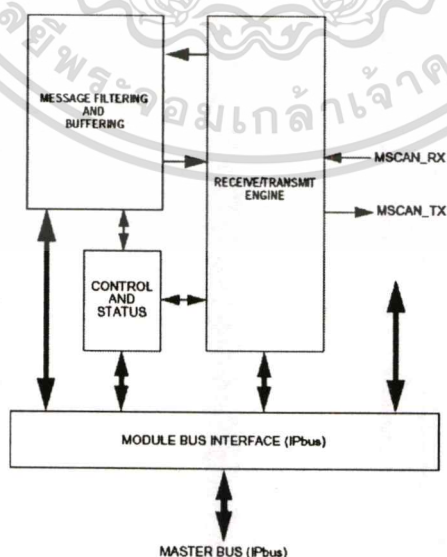 MESSAGE FILTERING
AND
BUFFERING
RECEIVE/TRANSMIT
ENGINE
MSCAN_RX
MSCAN_TX
CONTROL
AND
STATUS
MODULE BUS INTERFACE (IPbus)
MASTER BUS (IPbus)